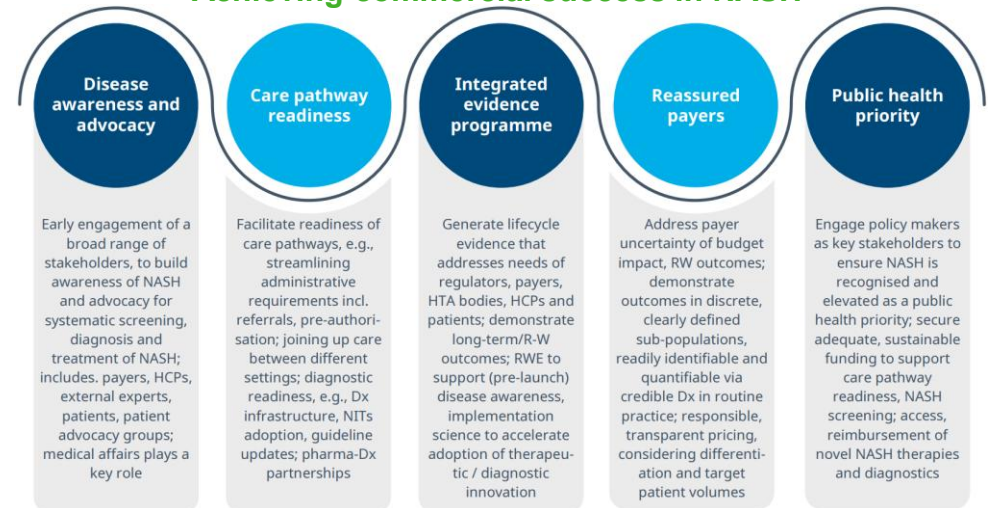 Achieving Commercial Success in NASH
Disease
awareness and
advocacy
Early engagement of a
broad range of
stakeholders, to build
awareness of NASH
and advocacy for
systematic screening,
diagnosis and
treatment of NASH;
includes. payers, HCPs,
external experts,
patients, patient
advocacy groups;
medical affairs plays a
key role
Care pathway
readiness
Facilitate readiness of
care pathways, e.g.,
streamlining
administrative
requirements incl.
referrals, pre-authori-
sation; joining up care
between different
settings; diagnostic
readiness, e.g., Dx
infrastructure, NITs
adoption, guideline
updates; pharma-Dx
partnerships
Integrated
evidence
programme
Generate lifecycle
evidence that
addresses needs of
regulators, payers,
HTA bodies, HCPs and
patients; demonstrate
long-term/R-W
outcomes; RWE to
support (pre-launch)
disease awareness,
implementation
science to accelerate
adoption of therapeu-
tic / diagnostic
innovation
Reassured
payers
Address payer
uncertainty of budget
impact, RW outcomes;
demonstrate
outcomes in discrete,
clearly defined
sub-populations,
readily identifiable and
quantifiable via
credible Dx in routine
practice; responsible,
transparent pricing,
considering differenti-
ation and target
patient volumes
Public health
priority
Engage policy makers
as key stakeholders to
ensure NASH is
recognised and
elevated as a public
health priority; secure
adequate, sustainable
funding to support
care pathway
readiness, NASH
screening; access,
reimbursement of
novel NASH therapies
and diagnostics